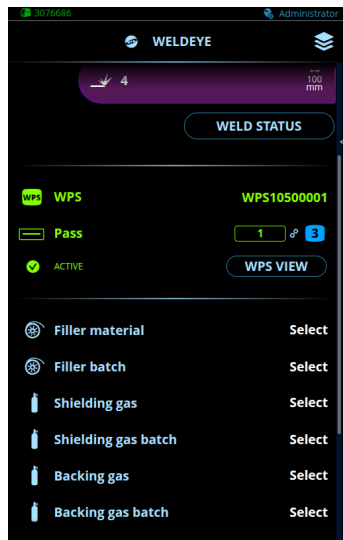 3076686 Administrator
WELDEYE
4 100 mm
WELD STATUS
WPS WPS WPS10500001
Pass 1 3
ACTIVE WPS VIEW
Filler material Select
Filler batch Select
Shielding gas Select
Shielding gas batch Select
Backing gas Select
Backing gas batch Select